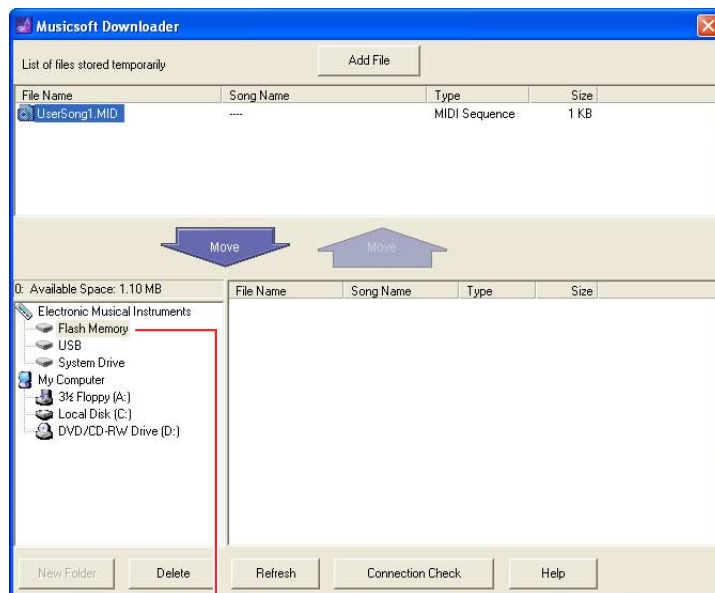 Musicsoft Downloader
List of files stored temporarily
Add File
File Name Song Name Type Size
UserSong1.MID ---- MIDI Sequence 1 KB
Move Move
0: Available Space: 1.10 MB
File Name Song Name Type Size
Electronic Musical Instruments
Flash Memory
USB
System Drive
My Computer
3½ Floppy (A:)
Local Disk (C:)
DVD/CD-RW Drive (D:)
New Folder Delete Refresh Connection Check Help